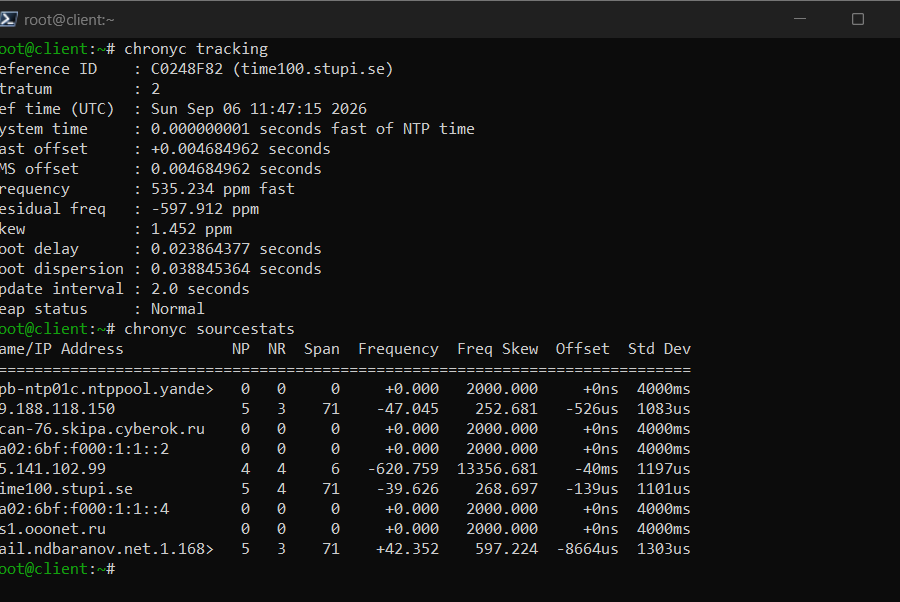 root@client:~
oot@client:~# chronyc tracking
eference ID    : C0248F82 (time100.stupi.se)
tratum         : 2
ef time (UTC)  : Sun Sep 06 11:47:15 2026
ystem time     : 0.000000001 seconds fast of NTP time
ast offset     : +0.004684962 seconds
MS offset      : 0.004684962 seconds
requency       : 535.234 ppm fast
esidual freq   : -597.912 ppm
kew            : 1.452 ppm
oot delay      : 0.023864377 seconds
oot dispersion : 0.038845364 seconds
pdate interval : 2.0 seconds
eap status     : Normal
oot@client:~# chronyc sourcestats
ame/IP Address            NP  NR  Span  Frequency  Freq Skew  Offset  Std Dev
==============================================================================
pb-ntp01c.ntppool.yande>   0   0     0     +0.000   2000.000     +0ns  4000ms
9.188.118.150              5   3    71    -47.045    252.681   -526us  1083us
can-76.skipa.cyberok.ru    0   0     0     +0.000   2000.000     +0ns  4000ms
a02:6bf:f000:1:1::2        0   0     0     +0.000   2000.000     +0ns  4000ms
5.141.102.99               4   4     6   -620.759  13356.681    -40ms  1197us
ime100.stupi.se            5   4    71    -39.626    268.697   -139us  1101us
a02:6bf:f000:1:1::4        0   0     0     +0.000   2000.000     +0ns  4000ms
s1.ooonet.ru               0   0     0     +0.000   2000.000     +0ns  4000ms
ail.ndbaranov.net.1.168>   5   3    71    +42.352    597.224  -8664us  1303us
oot@client:~#